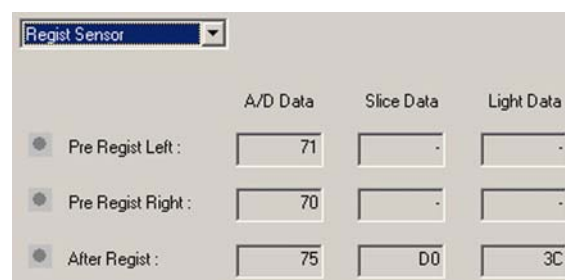 Regist Sensor
A/D Data Slice Data Light Data
Pre Regist Left : 71 - -
Pre Regist Right : 70 - -
After Regist : 75 D0 3C